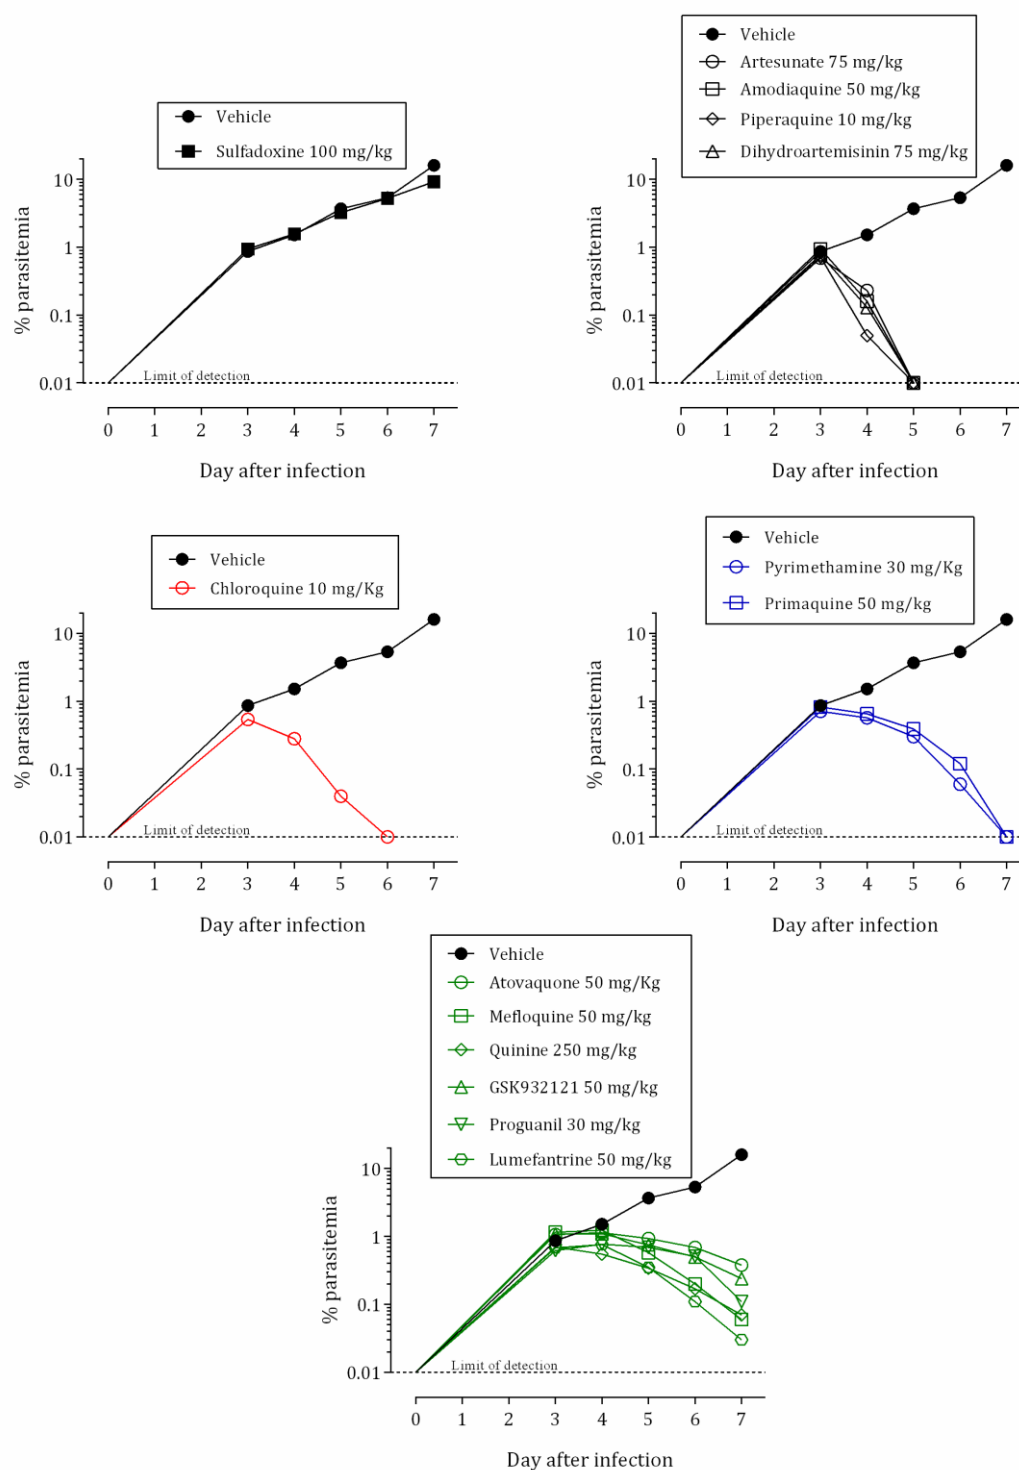 Vehicle
Sulfadoxine 100 mg/kg
% parasitemia
10
1
0.1
0.01
Limit of detection
0 1 2 3 4 5 6 7
Day after infection
Vehicle
Artesunate 75 mg/kg
Amodiaquine 50 mg/kg
Piperaquine 10 mg/kg
Dihydroartemisinin 75 mg/kg
% parasitemia
10
1
0.1
0.01
Limit of detection
0 1 2 3 4 5 6 7
Day after infection
Vehicle
Chloroquine 10 mg/Kg
% parasitemia
10
1
0.1
0.01
Limit of detection
0 1 2 3 4 5 6 7
Day after infection
Vehicle
Pyrimethamine 30 mg/Kg
Primaquine 50 mg/kg
% parasitemia
10
1
0.1
0.01
Limit of detection
0 1 2 3 4 5 6 7
Day after infection
Vehicle
Atovaquone 50 mg/Kg
Mefloquine 50 mg/kg
Quinine 250 mg/kg
GSK932121 50 mg/kg
Proguanil 30 mg/kg
Lumefantrine 50 mg/kg
% parasitemia
10
1
0.1
0.01
Limit of detection
0 1 2 3 4 5 6 7
Day after infection